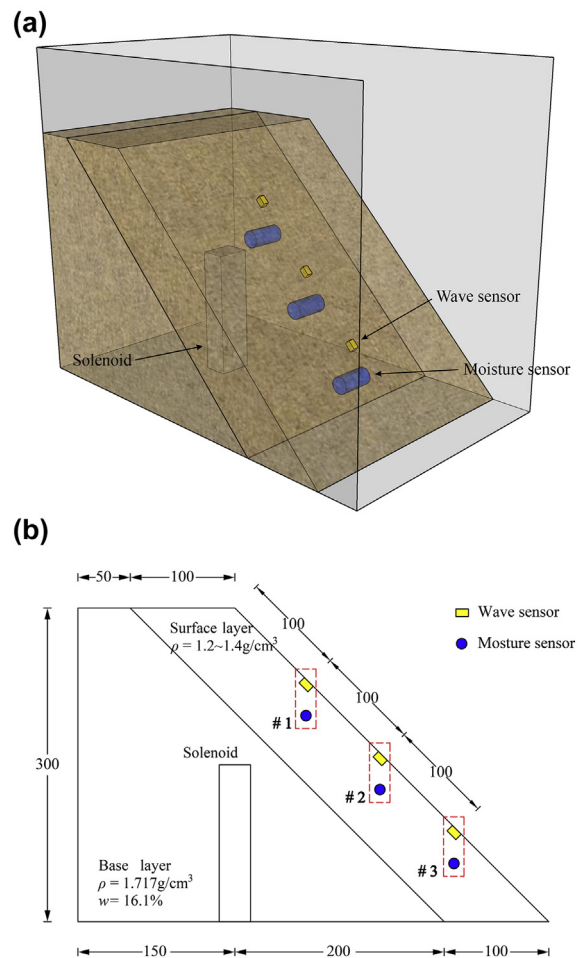 (a)
Wave sensor
Solenoid
Moisture sensor
(b)
50
100
100
Wave sensor
Surface layer
ρ = 1.2~1.4g/cm³
Mosture sensor
100
# 1
100
Solenoid
300
# 2
Base layer
ρ = 1.717g/cm³
w= 16.1%
# 3
150
200
100